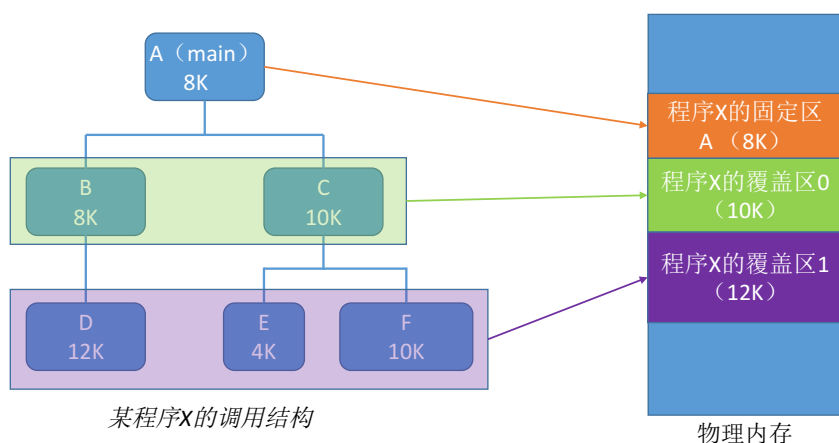 A（main）
8K
B
8K
C
10K
D
12K
E
4K
F
10K
某程序X的调用结构
程序X的固定区
A （8K）
程序X的覆盖区0
（10K）
程序X的覆盖区1
（12K）
物理内存